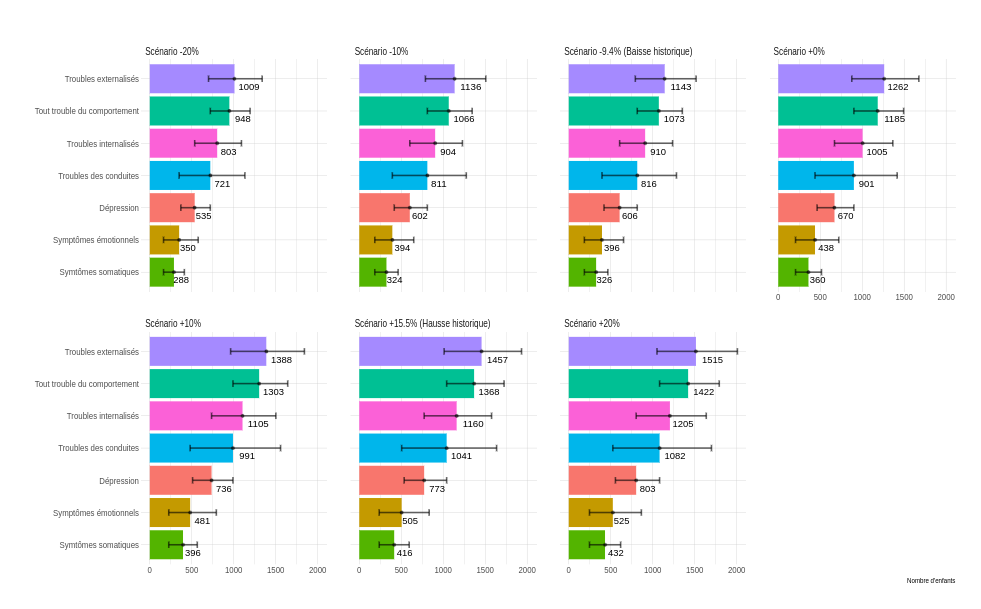 Scénario -20%
Scénario -10%
Scénario -9.4% (Baisse historique)
Scénario +0%
Troubles externalisés
1009
1136
1143
1262
Tout trouble du comportement
948
1066
1073
1185
Troubles internalisés
803
904
910
1005
Troubles des conduites
721
811
816
901
Dépression
535
602
606
670
Symptômes émotionnels
350
394
396
438
Symtômes somatiques
288
324
326
360
0 500 1000 1500 2000
Scénario +10%
Scénario +15.5% (Hausse historique)
Scénario +20%
Troubles externalisés
1388
1457
1515
Tout trouble du comportement
1303
1368
1422
Troubles internalisés
1105
1160
1205
Troubles des conduites
991
1041
1082
Dépression
736
773
803
Symptômes émotionnels
481
505
525
Symtômes somatiques
396
416
432
0 500 1000 1500 2000
0 500 1000 1500 2000
0 500 1000 1500 2000
Nombre d'enfants